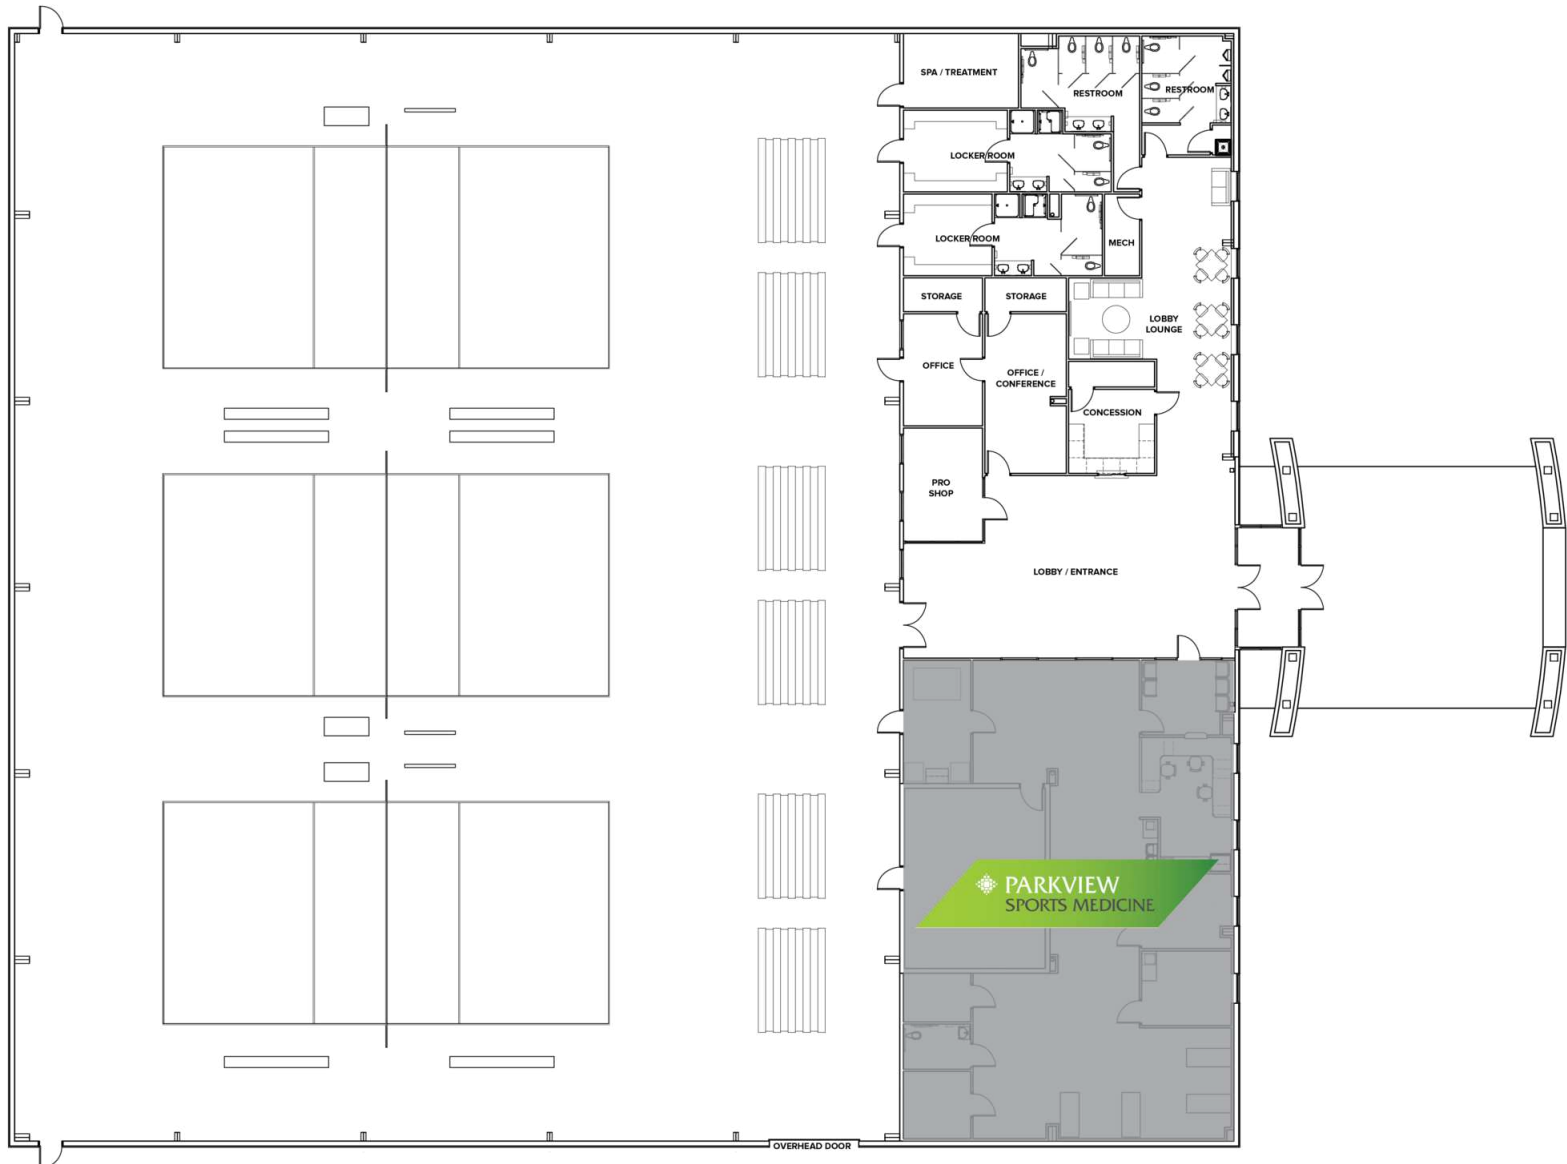 SPA / TREATMENT
RESTROOM
RESTROOM
LOCKER ROOM
LOCKER ROOM
MECH
STORAGE
STORAGE
LOBBY
LOUNGE
OFFICE
OFFICE /
CONFERENCE
CONCESSION
PRO
SHOP
LOBBY / ENTRANCE
PARKVIEW
SPORTS MEDICINE
OVERHEAD DOOR